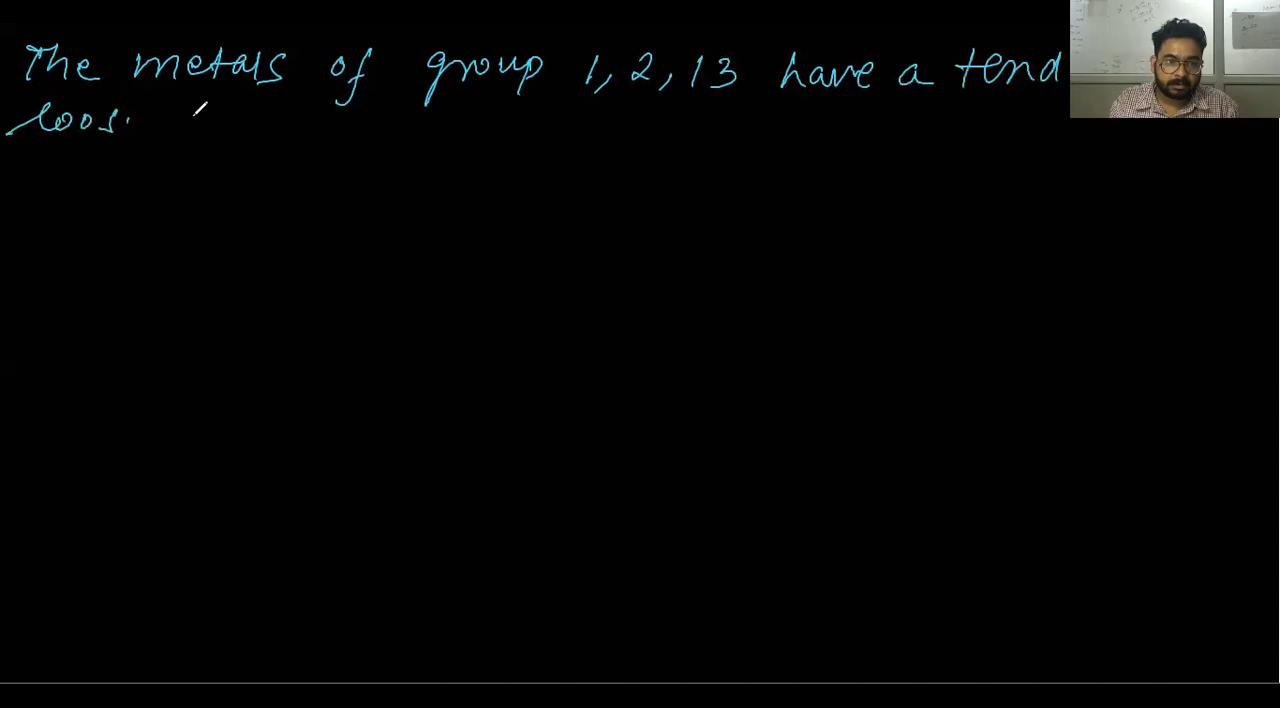 The metals of group 1, 2, 13 have a tend
loos.